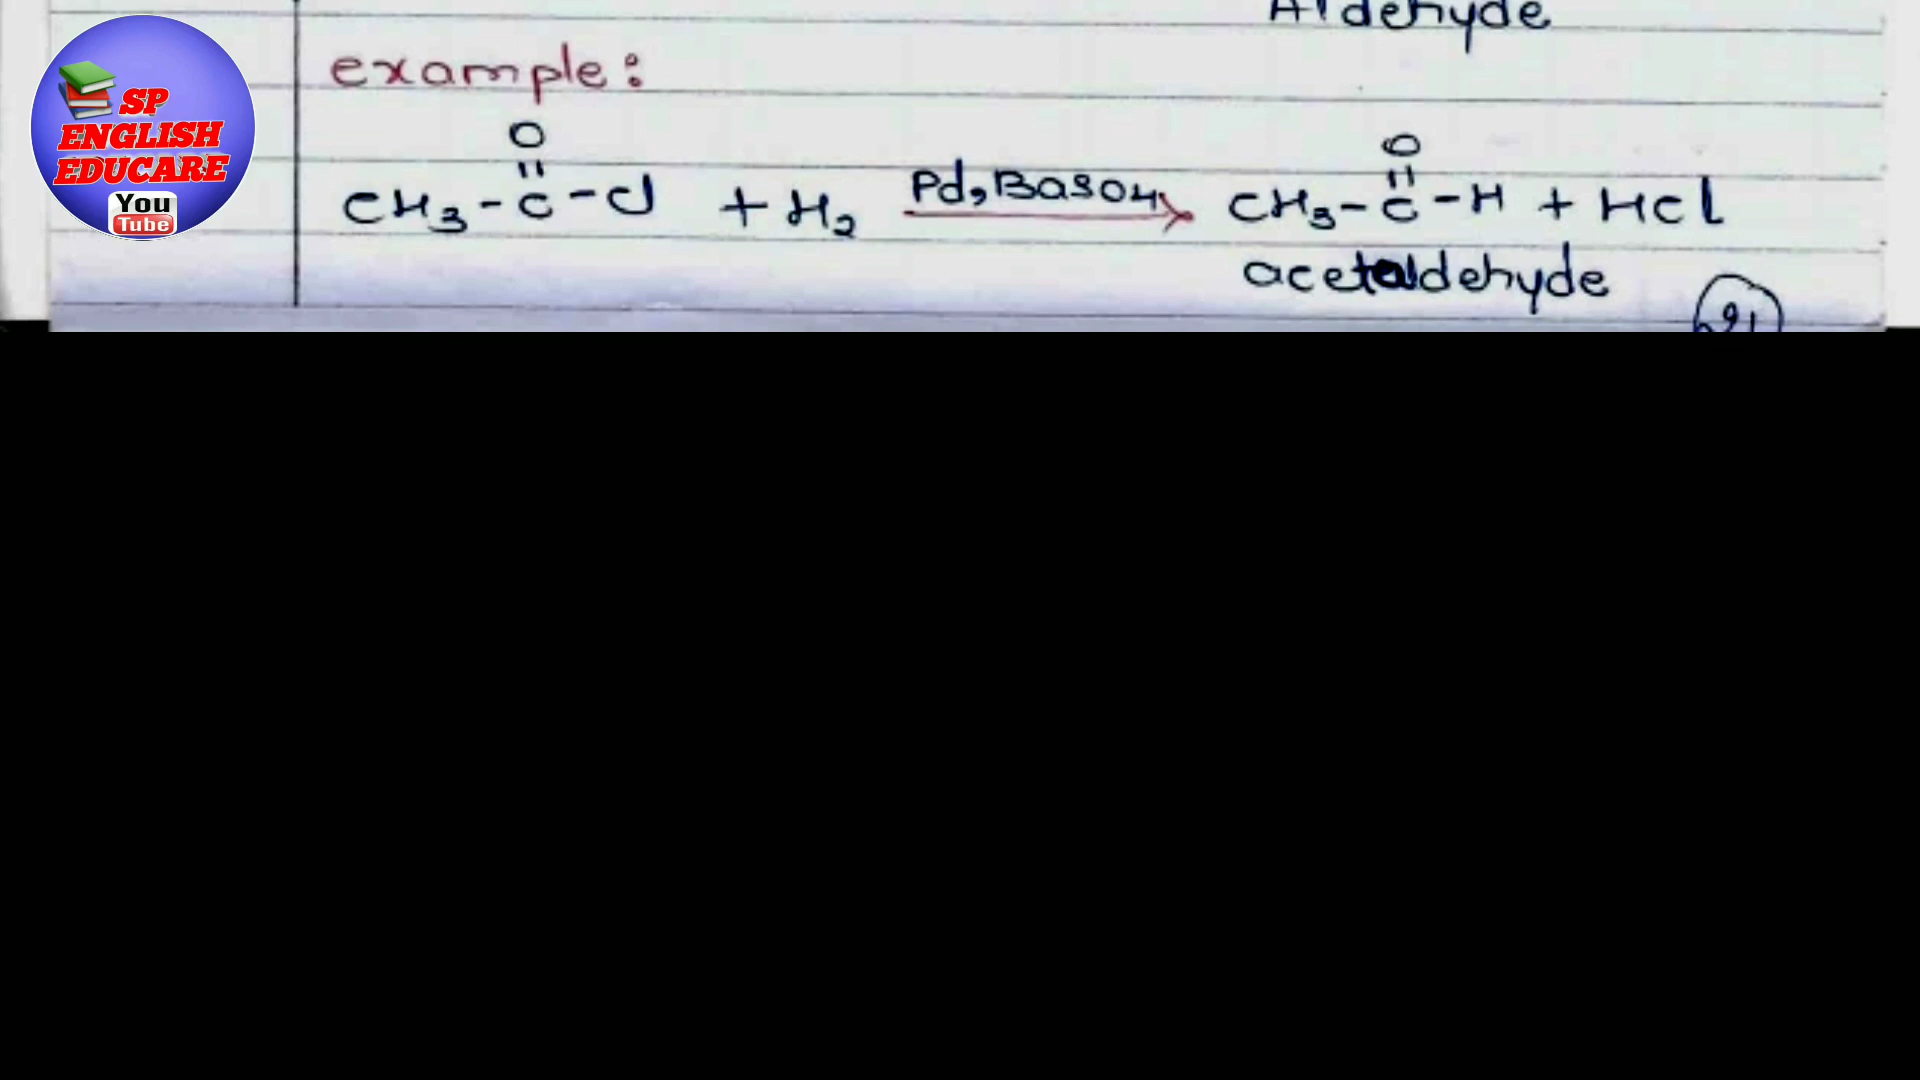 Aldehyde
SP
ENGLISH
EDUCARE
You
Tube
example:
O O
CH3-C-Cl + H2 Pd,BaSO4 CH3-C-H + HCl
acetaldehyde